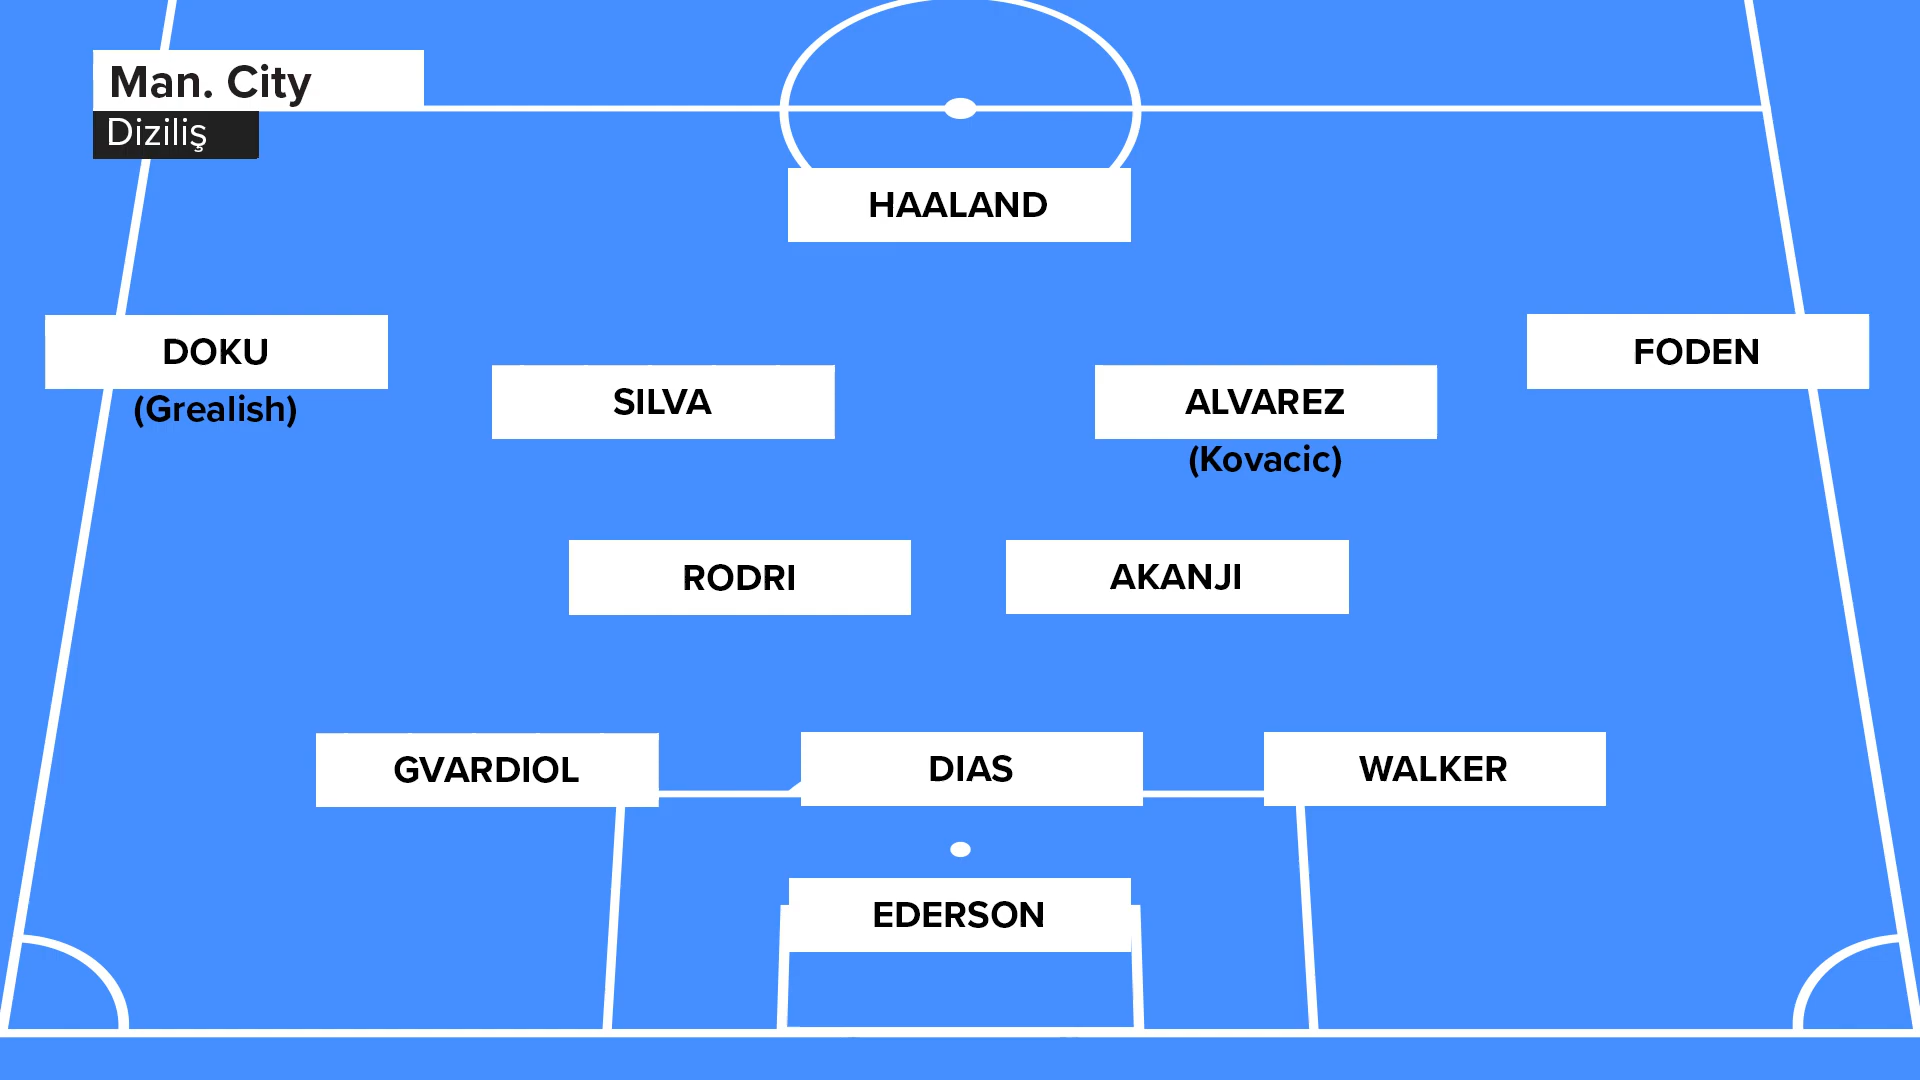 Man. City
Diziliş
HAALAND
DOKU
(Grealish)
SILVA
ALVAREZ
(Kovacic)
FODEN
RODRI
AKANJI
GVARDIOL
DIAS
WALKER
EDERSON